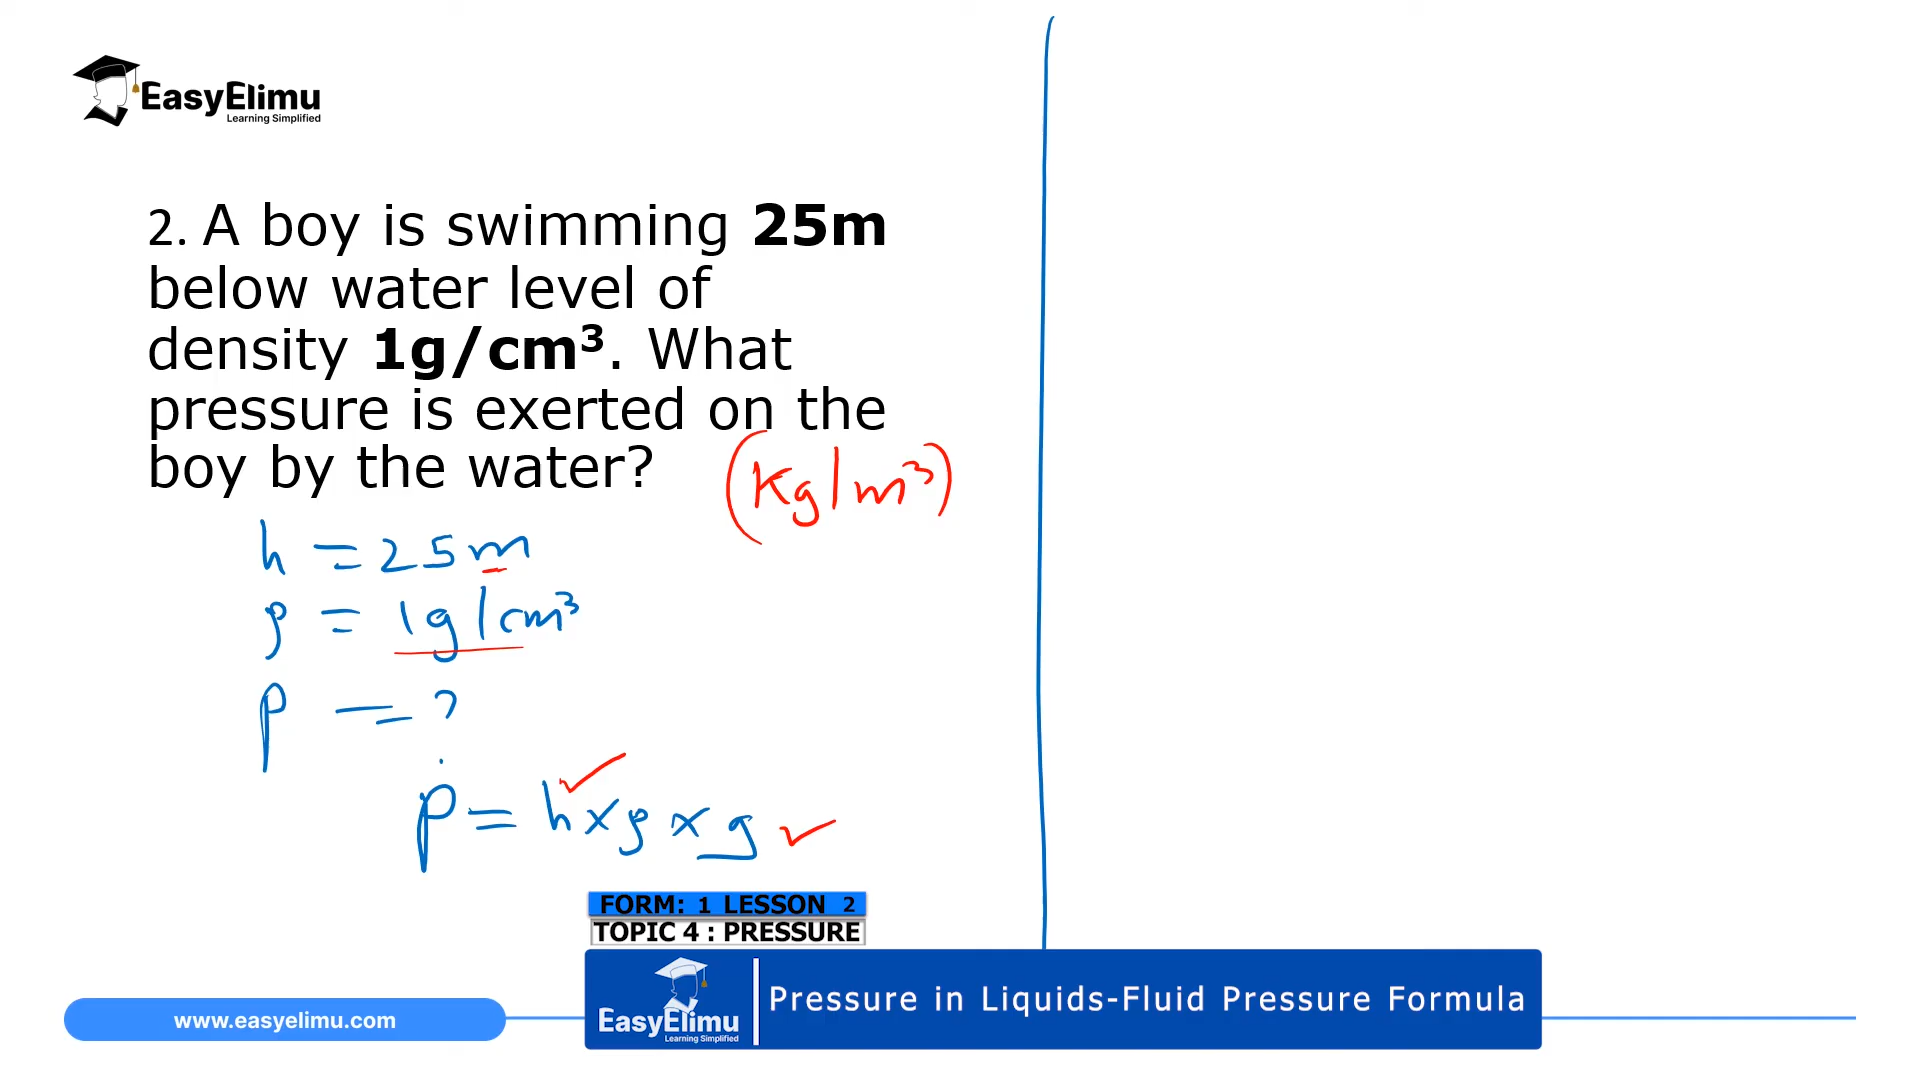 EasyElimu
Learning Simplified
2. A boy is swimming 25m
below water level of
density 1g/cm³. What
pressure is exerted on the
boy by the water?
(Kg/m³)
h = 25m
ρ = 1g/cm³
P = ?
P = h × ρ × g
FORM: 1 LESSON 2
TOPIC 4 : PRESSURE
EasyElimu
Learning Simplified
Pressure in Liquids-Fluid Pressure Formula
www.easyelimu.com